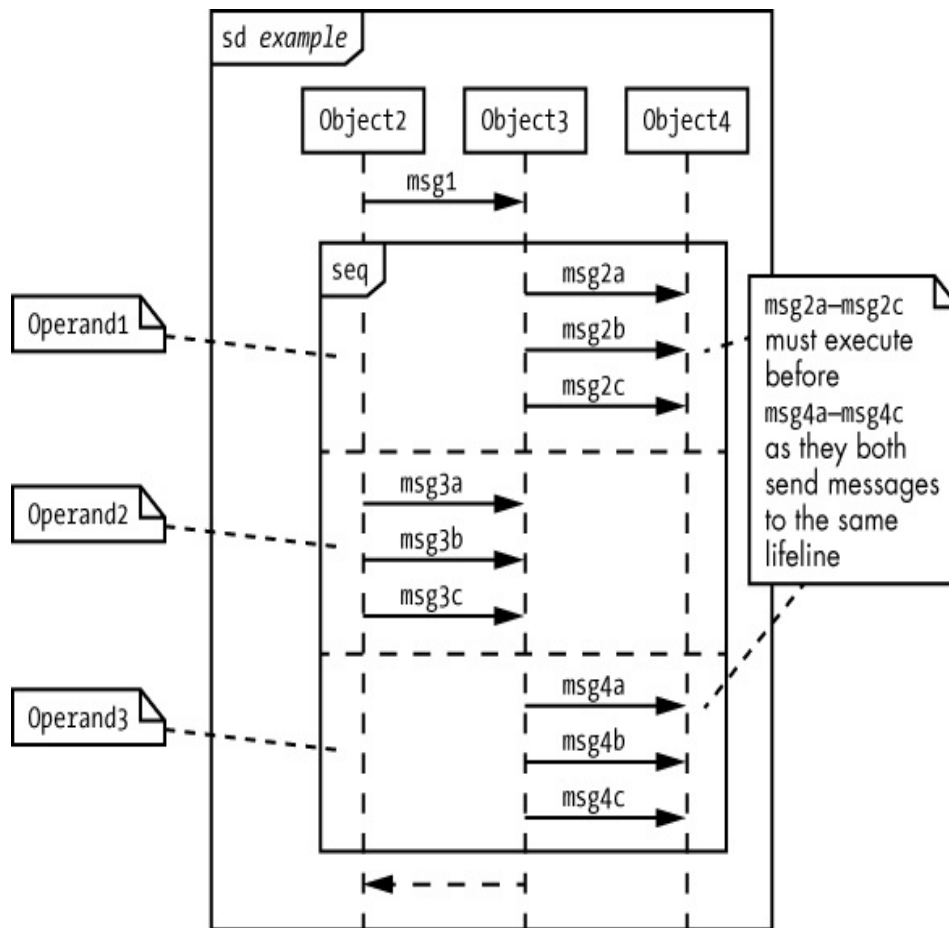 sd example
Object2
Object3
Object4
msg1
seq
msg2a
msg2b
msg2c
Operand1
msg2a–msg2c
must execute
before
msg4a–msg4c
as they both
send messages
to the same
lifeline
msg3a
msg3b
msg3c
Operand2
msg4a
msg4b
msg4c
Operand3